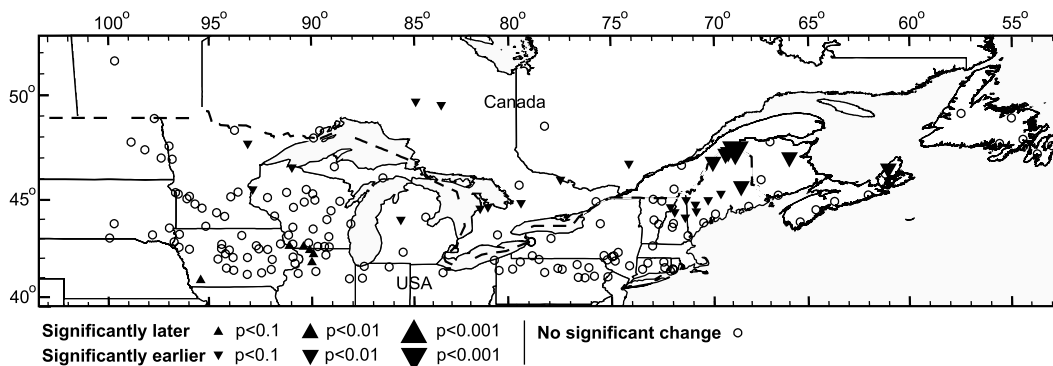 100° 95° 90° 85° 80° 75° 70° 65° 60° 55°
50°
Canada
45°
USA
40°
Significantly later ▲ p<0.1 ▲ p<0.01 ▲ p<0.001
No significant change ○
Significantly earlier ▼ p<0.1 ▼ p<0.01 ▼ p<0.001